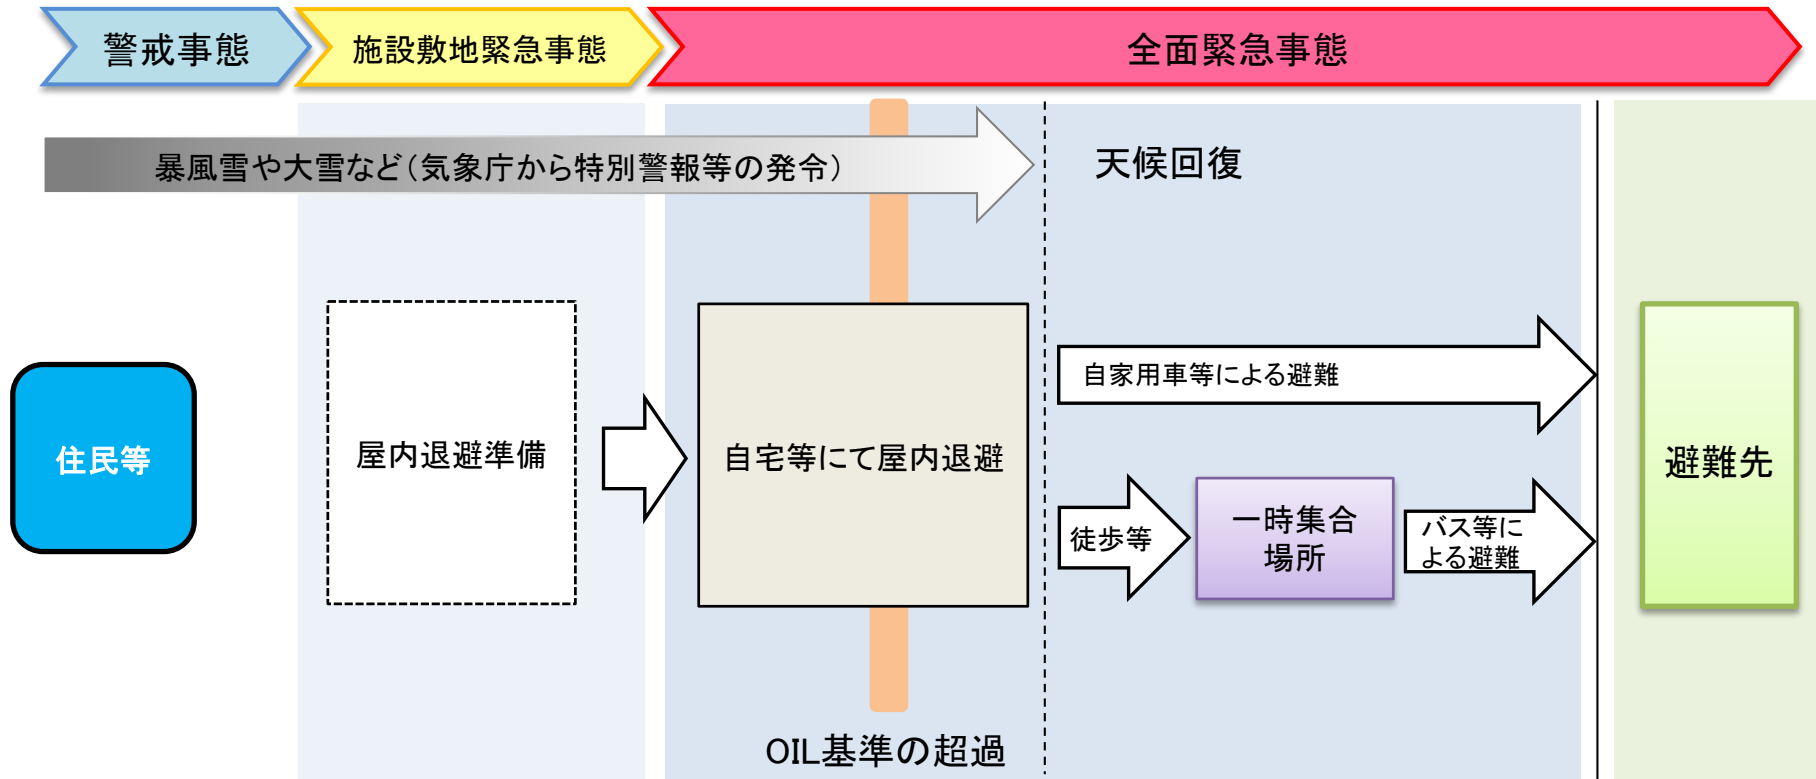 警戒事態
施設敷地緊急事態
全面緊急事態
暴風雪や大雪など（気象庁から特別警報等の発令）
天候回復
住民等
屋内退避準備
自宅等にて屋内退避
自家用車等による避難
徒歩等
一時集合
場所
バス等に
よる避難
避難先
OIL基準の超過